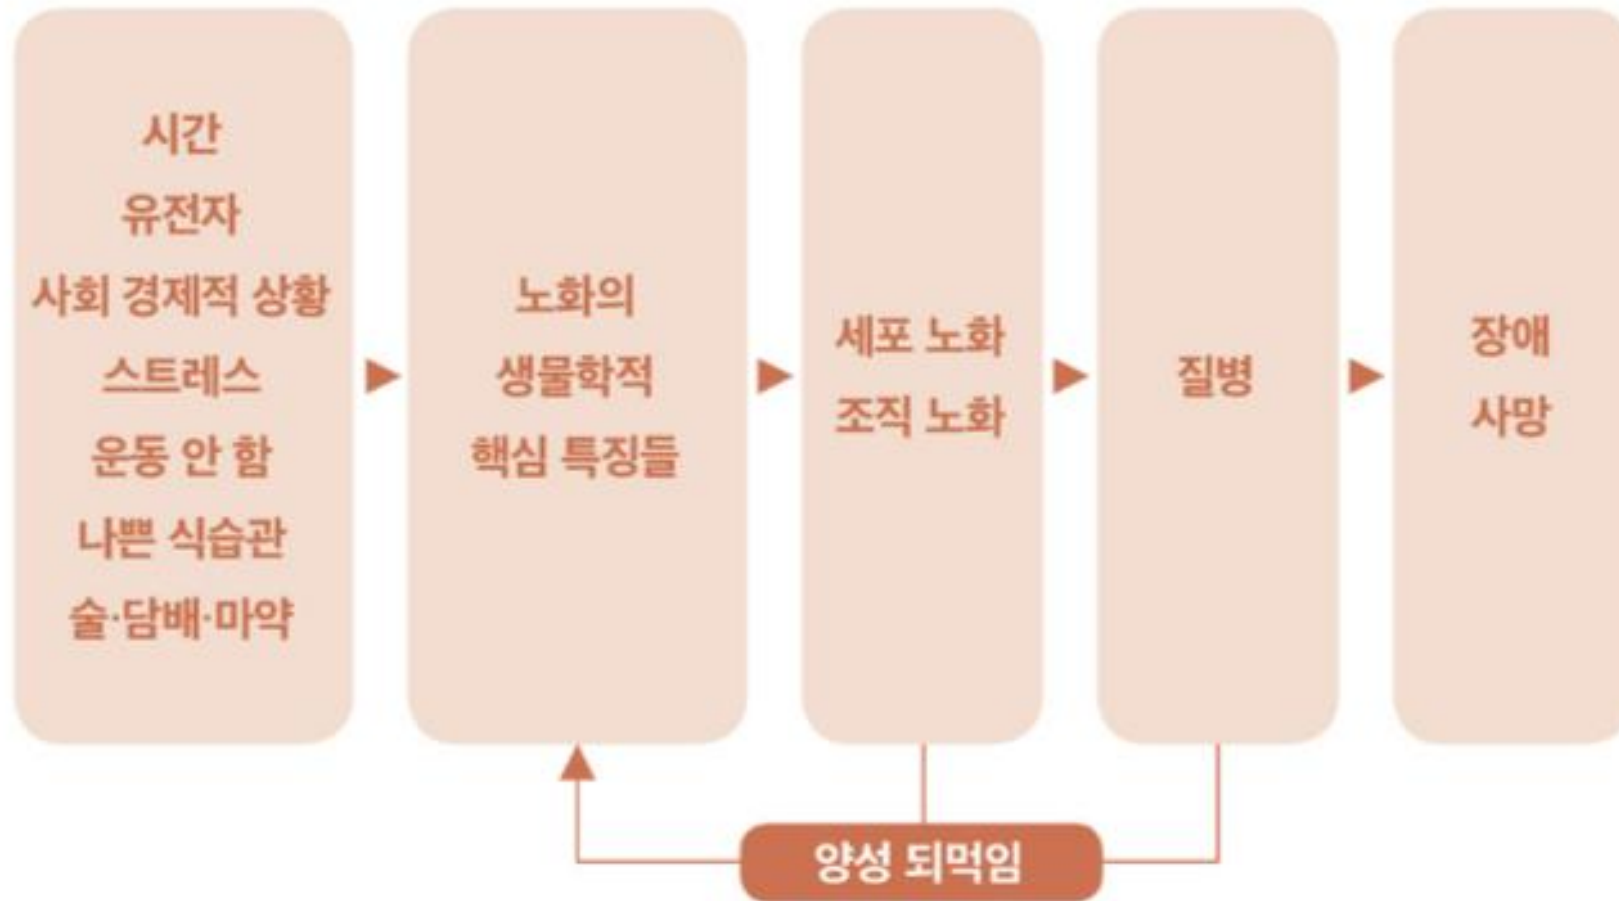 시간
유전자
사회 경제적 상황
스트레스
운동 안 함
나쁜 식습관
술·담배·마약
노화의
생물학적
핵심 특징들
세포 노화
조직 노화
질병
장애
사망
양성 되먹임